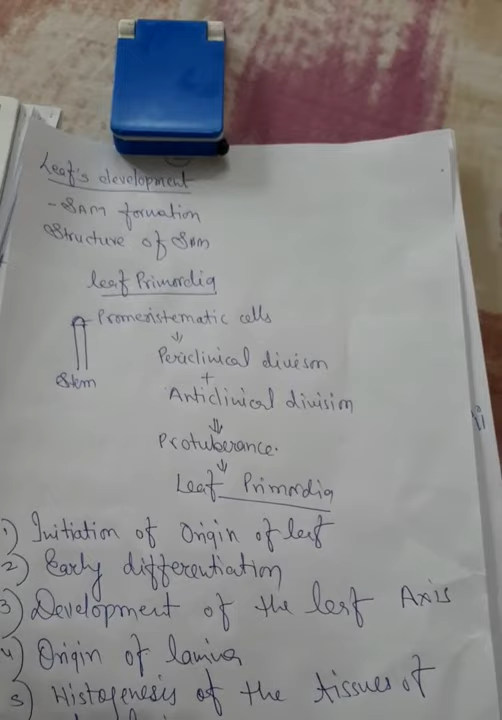 Leaf's development
- SAM formation
Structure of SAM
leaf Primordia
Promeristematic cells
⇓
Periclinical divison
+
Stem
Anticlinical division
⇓
Protuberance.
⇓
Leaf Primordia
1) Initiation of Origin of leaf
2) Early differentiation
3) Development of the leaf Axis
4) Origin of lamina
5) Histogenesis of the tissues of